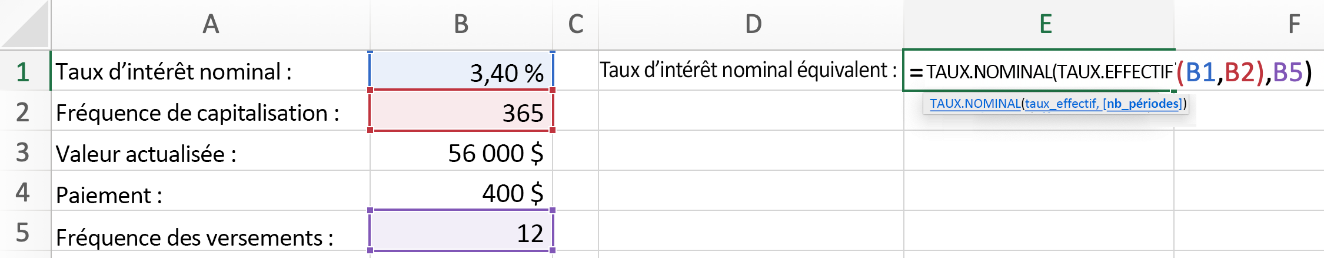 A B C D E F
1 Taux d’intérêt nominal : 3,40 % Taux d’intérêt nominal équivalent : =TAUX.NOMINAL(TAUX.EFFECTIF(B1,B2),B5)
2 Fréquence de capitalisation : 365 TAUX.NOMINAL(taux_effectif, [nb_périodes])
3 Valeur actualisée : 56 000 $
4 Paiement : 400 $
5 Fréquence des versements : 12